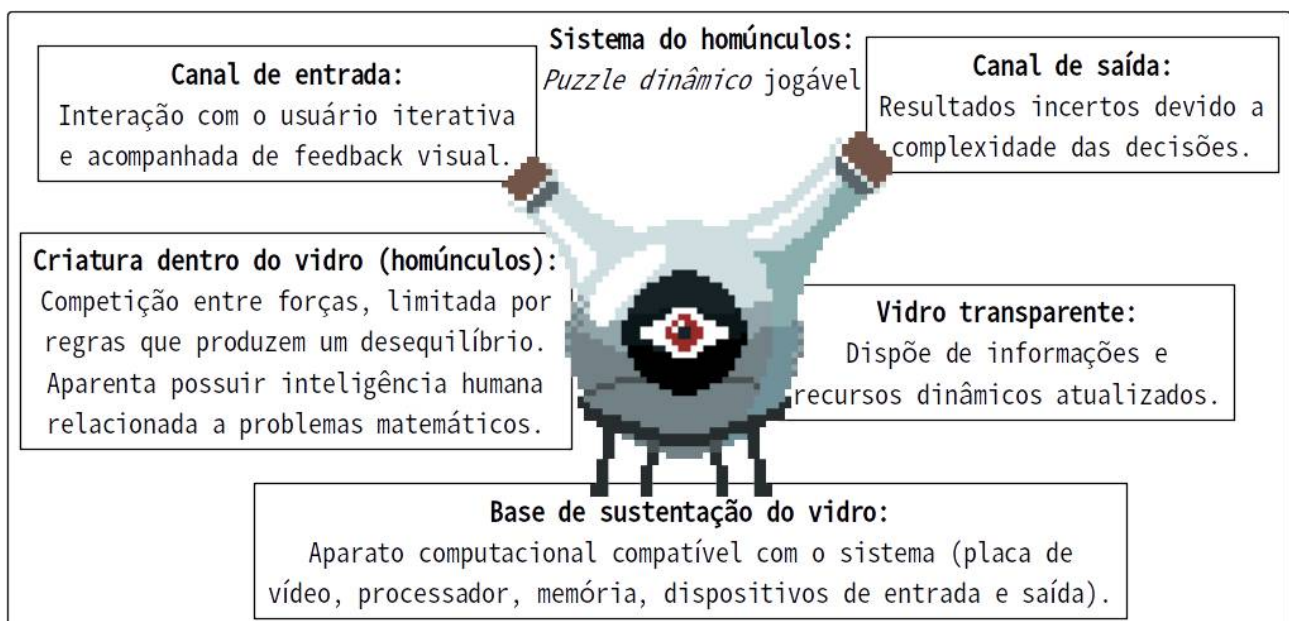 Sistema do homúnculos:
Puzzle dinâmico jogável
Canal de entrada:
Interação com o usuário iterativa
e acompanhada de feedback visual.
Canal de saída:
Resultados incertos devido a
complexidade das decisões.
Criatura dentro do vidro (homúnculos):
Competição entre forças, limitada por
regras que produzem um desequilíbrio.
Aparenta possuir inteligência humana
relacionada a problemas matemáticos.
Vidro transparente:
Dispõe de informações e
recursos dinâmicos atualizados.
Base de sustentação do vidro:
Aparato computacional compatível com o sistema (placa de
vídeo, processador, memória, dispositivos de entrada e saída).